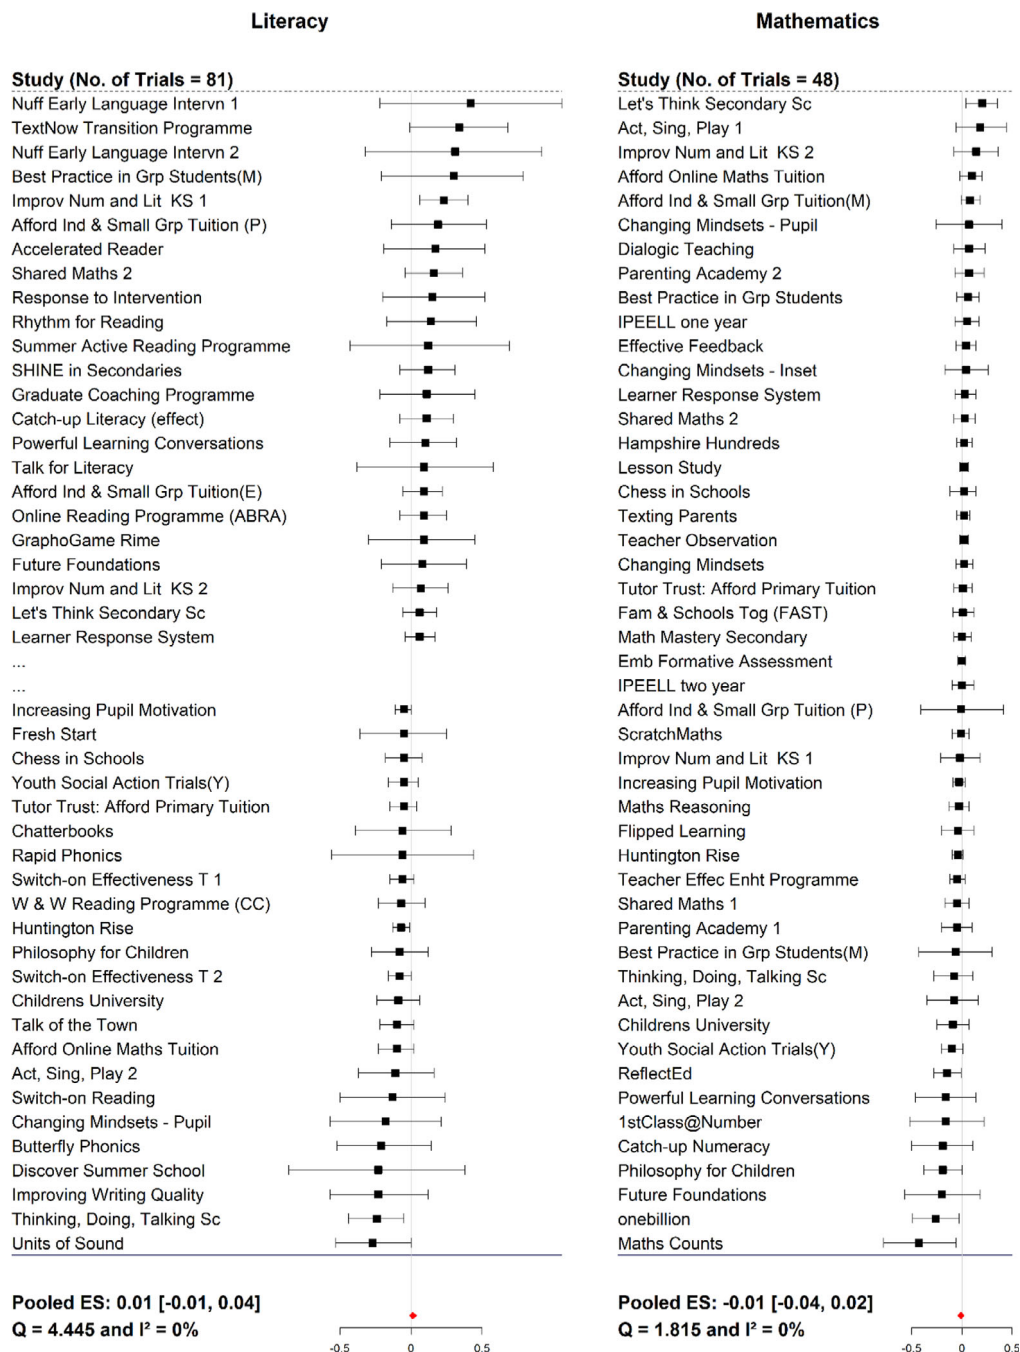 Literacy
Study (No. of Trials = 81)
Nuff Early Language Intervn 1
TextNow Transition Programme
Nuff Early Language Intervn 2
Best Practice in Grp Students(M)
Improv Num and Lit KS 1
Afford Ind & Small Grp Tuition (P)
Accelerated Reader
Shared Maths 2
Response to Intervention
Rhythm for Reading
Summer Active Reading Programme
SHINE in Secondaries
Graduate Coaching Programme
Catch-up Literacy (effect)
Powerful Learning Conversations
Talk for Literacy
Afford Ind & Small Grp Tuition(E)
Online Reading Programme (ABRA)
GraphoGame Rime
Future Foundations
Improv Num and Lit KS 2
Let's Think Secondary Sc
Learner Response System
...
...
Increasing Pupil Motivation
Fresh Start
Chess in Schools
Youth Social Action Trials(Y)
Tutor Trust: Afford Primary Tuition
Chatterbooks
Rapid Phonics
Switch-on Effectiveness T 1
W & W Reading Programme (CC)
Huntington Rise
Philosophy for Children
Switch-on Effectiveness T 2
Childrens University
Talk of the Town
Afford Online Maths Tuition
Act, Sing, Play 2
Switch-on Reading
Changing Mindsets - Pupil
Butterfly Phonics
Discover Summer School
Improving Writing Quality
Thinking, Doing, Talking Sc
Units of Sound
Pooled ES: 0.01 [-0.01, 0.04]
Q = 4.445 and I² = 0%
-0.5 0 0.5
Mathematics
Study (No. of Trials = 48)
Let's Think Secondary Sc
Act, Sing, Play 1
Improv Num and Lit KS 2
Afford Online Maths Tuition
Afford Ind & Small Grp Tuition(M)
Changing Mindsets - Pupil
Dialogic Teaching
Parenting Academy 2
Best Practice in Grp Students
IPEELL one year
Effective Feedback
Changing Mindsets - Inset
Learner Response System
Shared Maths 2
Hampshire Hundreds
Lesson Study
Chess in Schools
Texting Parents
Teacher Observation
Changing Mindsets
Tutor Trust: Afford Primary Tuition
Fam & Schools Tog (FAST)
Math Mastery Secondary
Emb Formative Assessment
IPEELL two year
Afford Ind & Small Grp Tuition (P)
ScratchMaths
Improv Num and Lit KS 1
Increasing Pupil Motivation
Maths Reasoning
Flipped Learning
Huntington Rise
Teacher Effec Enht Programme
Shared Maths 1
Parenting Academy 1
Best Practice in Grp Students(M)
Thinking, Doing, Talking Sc
Act, Sing, Play 2
Childrens University
Youth Social Action Trials(Y)
ReflectEd
Powerful Learning Conversations
1stClass@Number
Catch-up Numeracy
Philosophy for Children
Future Foundations
onebillion
Maths Counts
Pooled ES: -0.01 [-0.04, 0.02]
Q = 1.815 and I² = 0%
-0.5 0 0.5